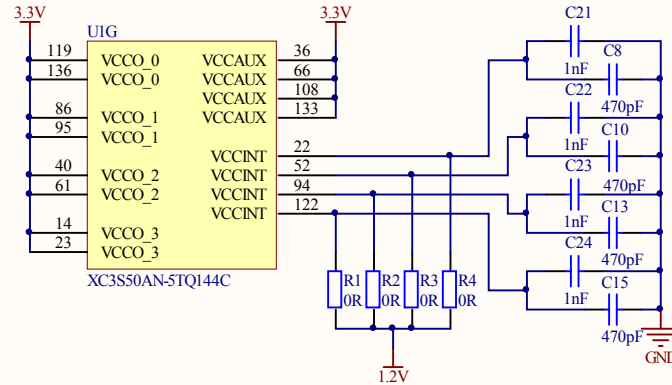 3.3V
3.3V
U1G
119 VCCO_0 VCCAUX 36
136 VCCO_0 VCCAUX 66
VCCAUX 108
86 VCCO_1 VCCAUX 133
95 VCCO_1
VCCINT 22
40 VCCO_2 VCCINT 52
61 VCCO_2 VCCINT 94
VCCINT 122
14 VCCO_3
23 VCCO_3
XC3S50AN-5TQ144C
C21
1nF
C8
470pF
C22
1nF
C10
470pF
C23
1nF
C13
470pF
C24
1nF
C15
470pF
R1
0R
R2
0R
R3
0R
R4
0R
1.2V
GND